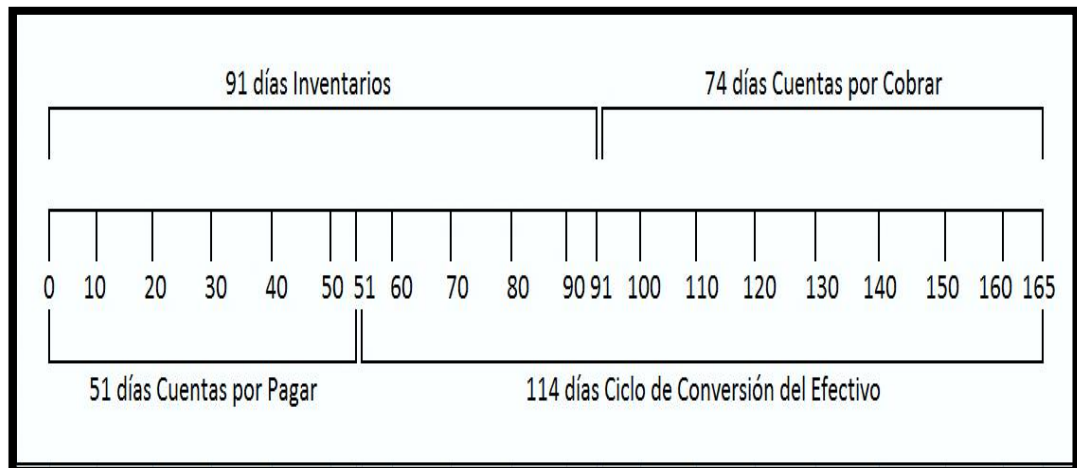 91 días Inventarios 74 días Cuentas por Cobrar
0 10 20 30 40 50 51 60 70 80 90 91 100 110 120 130 140 150 160 165
51 días Cuentas por Pagar 114 días Ciclo de Conversión del Efectivo